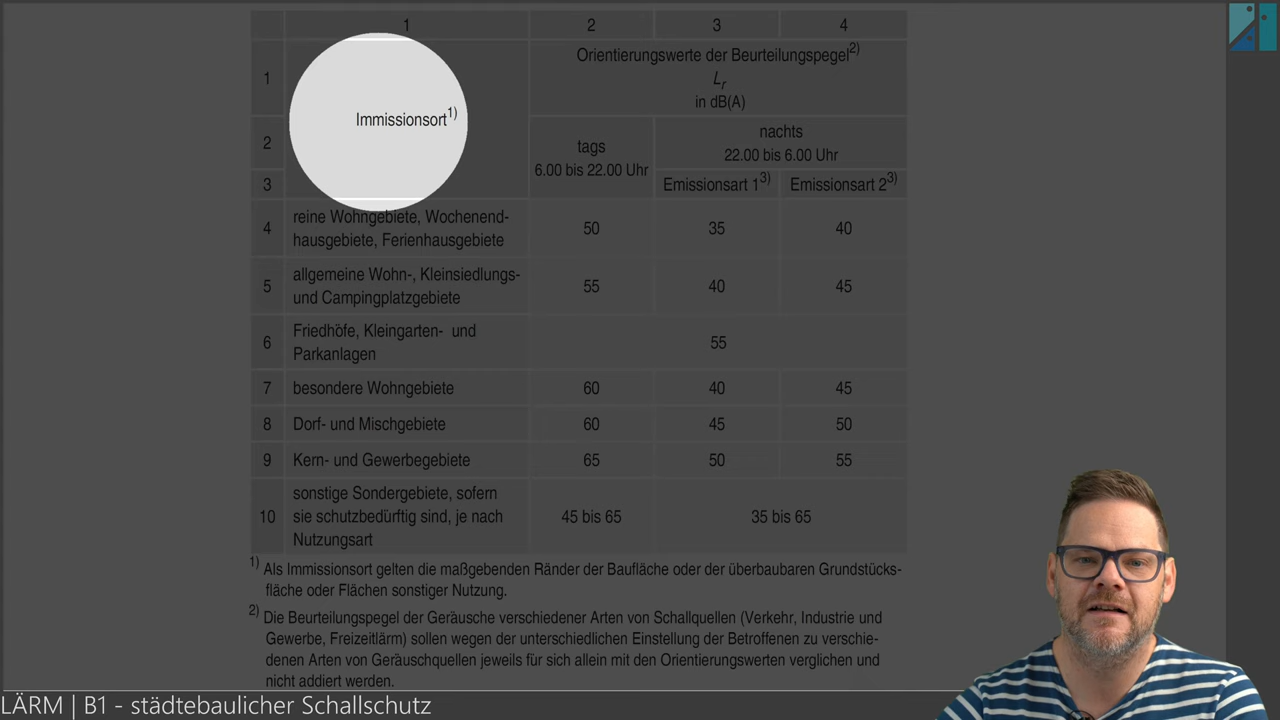 1 2 3 4
1 Immissionsort1) Orientierungswerte der Beurteilungspegel2)
Lr
in dB(A)
2 tags nachts
6.00 bis 22.00 Uhr 22.00 bis 6.00 Uhr
3 Emissionsart 13) Emissionsart 23)
4 reine Wohngebiete, Wochenend- 50 35 40
hausgebiete, Ferienhausgebiete
5 allgemeine Wohn-, Kleinsiedlungs- 55 40 45
und Campingplatzgebiete
6 Friedhöfe, Kleingarten- und 55
Parkanlagen
7 besondere Wohngebiete 60 40 45
8 Dorf- und Mischgebiete 60 45 50
9 Kern- und Gewerbegebiete 65 50 55
10 sonstige Sondergebiete, sofern 45 bis 65 35 bis 65
sie schutzbedürftig sind, je nach
Nutzungsart
1) Als Immissionsort gelten die maßgebenden Ränder der Baufläche oder der überbaubaren Grundstücks-
fläche oder Flächen sonstiger Nutzung.
2) Die Beurteilungspegel der Geräusche verschiedener Arten von Schallquellen (Verkehr, Industrie und
Gewerbe, Freizeitlärm) sollen wegen der unterschiedlichen Einstellung der Betroffenen zu verschie-
denen Arten von Geräuschquellen jeweils für sich allein mit den Orientierungswerten verglichen und
nicht addiert werden.
LÄRM | B1 - städtebaulicher Schallschutz